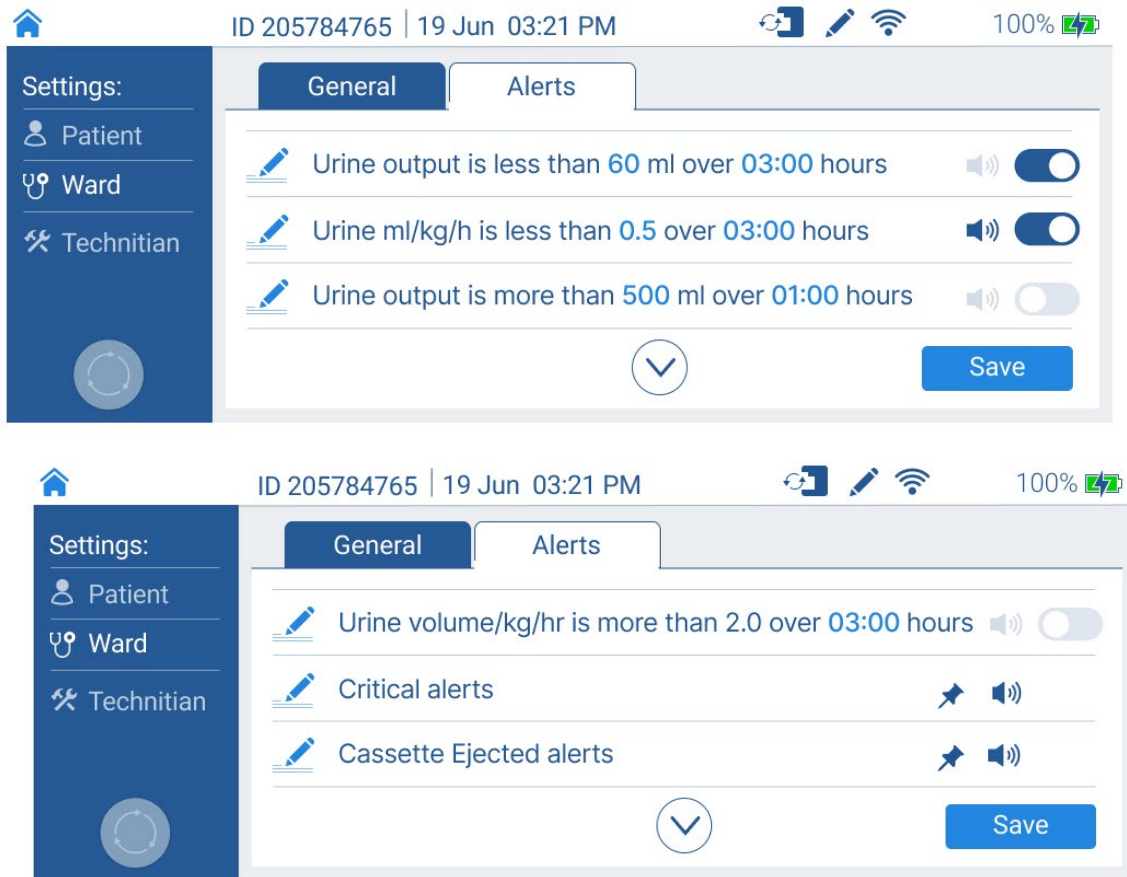 ID 205784765 | 19 Jun 03:21 PM 100%
Settings:
Patient
Ward
Technitian
General Alerts
Urine output is less than 60 ml over 03:00 hours
Urine ml/kg/h is less than 0.5 over 03:00 hours
Urine output is more than 500 ml over 01:00 hours
Save
ID 205784765 | 19 Jun 03:21 PM 100%
Settings:
Patient
Ward
Technitian
General Alerts
Urine volume/kg/hr is more than 2.0 over 03:00 hours
Critical alerts
Cassette Ejected alerts
Save